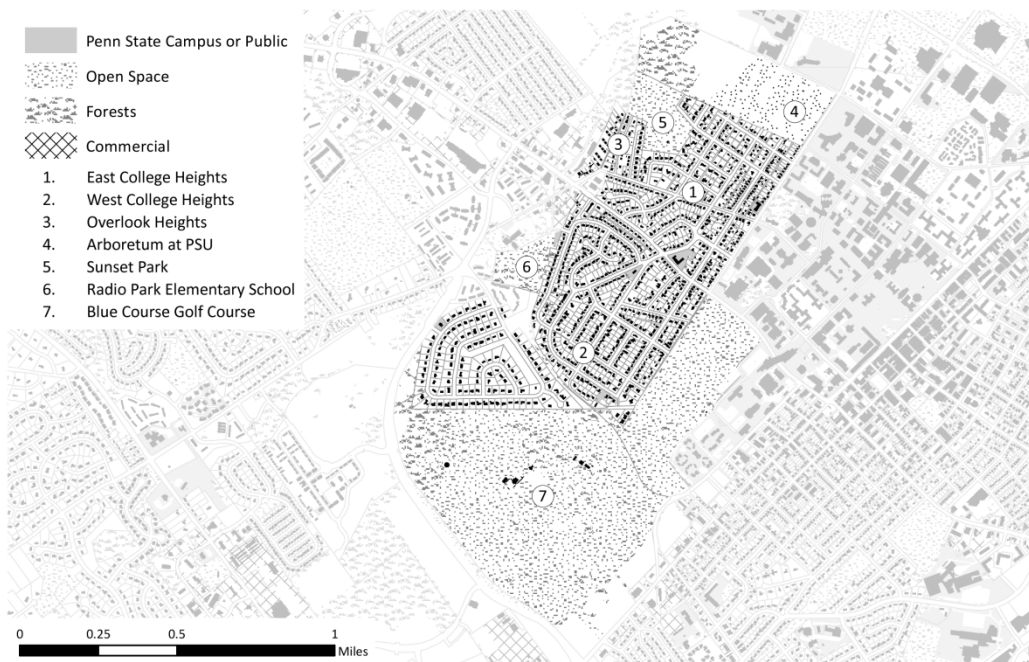 Penn State Campus or Public
Open Space
Forests
Commercial
1. East College Heights
2. West College Heights
3. Overlook Heights
4. Arboretum at PSU
5. Sunset Park
6. Radio Park Elementary School
7. Blue Course Golf Course
4
5
3
1
6
2
7
0 0.25 0.5 1
Miles